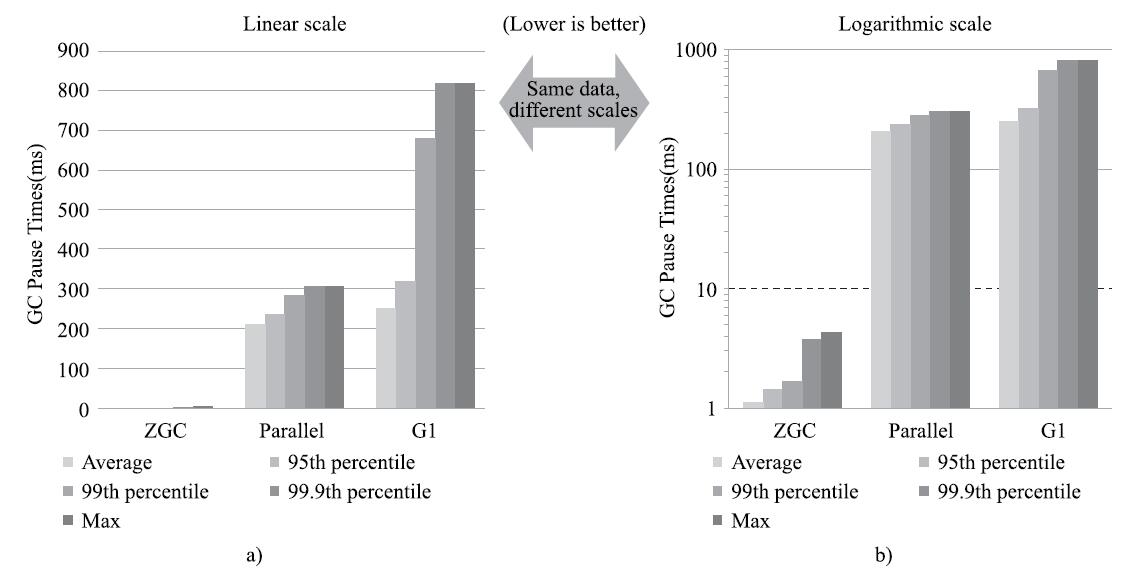 Linear scale
(Lower is better)
Logarithmic scale
GC Pause Times(ms)
900
800
700
600
500
400
300
200
100
0
ZGC
Parallel
G1
Average
95th percentile
99th percentile
99.9th percentile
Max
a)
Same data,
different scales
GC Pause Times(ms)
1000
100
10
1
ZGC
Parallel
G1
Average
95th percentile
99th percentile
99.9th percentile
Max
b)